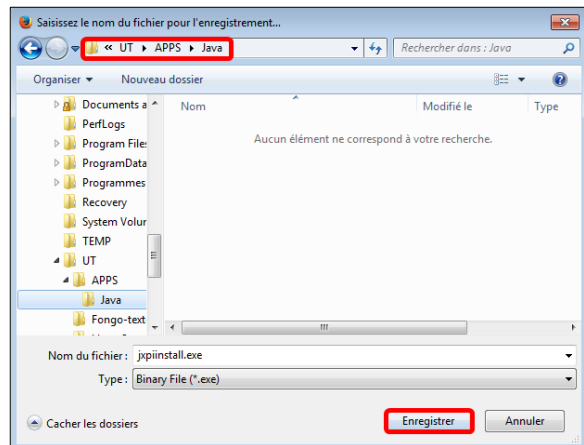 Saisissez le nom du fichier pour l'enregistrement...
« UT APPS Java
Rechercher dans : Java
Organiser Nouveau dossier
Nom Modifié le Type
Aucun élément ne correspond à votre recherche.
Documents a
PerfLogs
Program File
ProgramData
Programmes
Recovery
System Volur
TEMP
UT
APPS
Java
Fongo-text
Nom du fichier : jxpiinstall.exe
Type : Binary File (*.exe)
Cacher les dossiers
Enregistrer Annuler